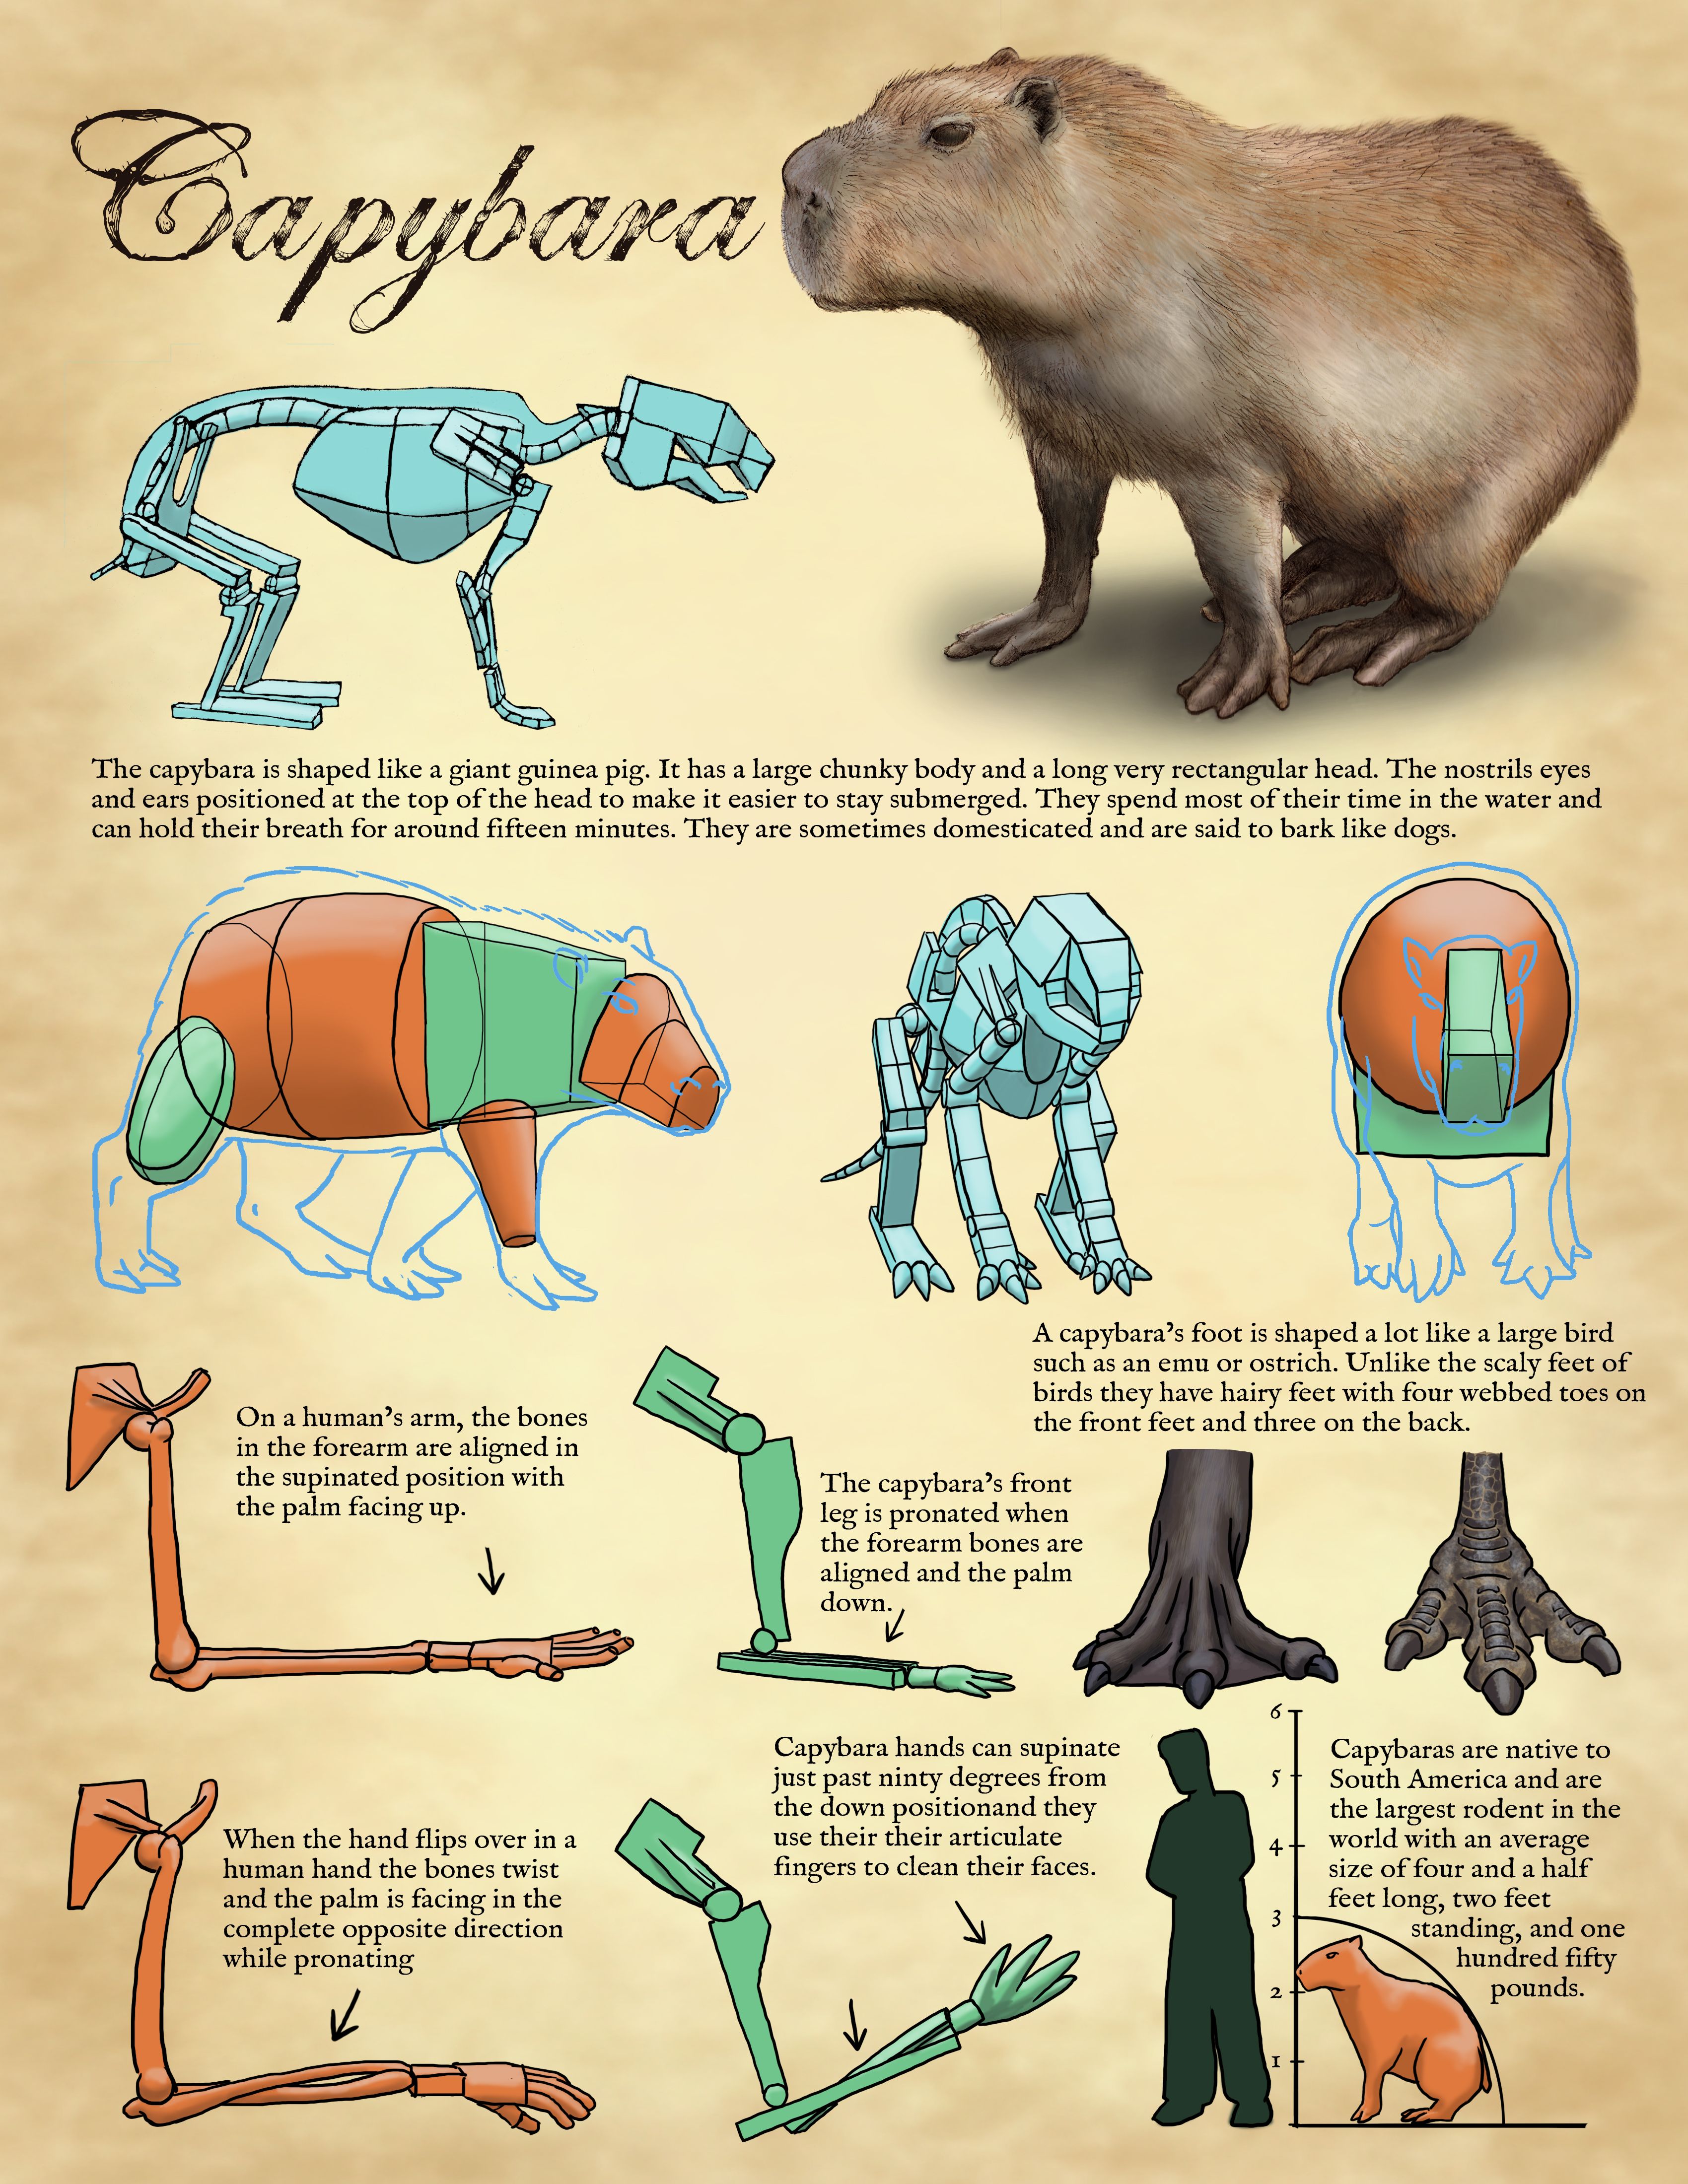 Capybara
The capybara is shaped like a giant guinea pig. It has a large chunky body and a long very rectangular head. The nostrils eyes
and ears positioned at the top of the head to make it easier to stay submerged. They spend most of their time in the water and
can hold their breath for around fifteen minutes. They are sometimes domesticated and are said to bark like dogs.
A capybara's foot is shaped a lot like a large bird
such as an emu or ostrich. Unlike the scaly feet of
birds they have hairy feet with four webbed toes on
the front feet and three on the back.
On a human's arm, the bones
in the forearm are aligned in
the supinated position with
the palm facing up.
The capybara's front
leg is pronated when
the forearm bones are
aligned and the palm
down.
Capybara hands can supinate
just past ninty degrees from
the down positionand they
use their their articulate
fingers to clean their faces.
When the hand flips over in a
human hand the bones twist
and the palm is facing in the
complete opposite direction
while pronating
6
5
4
3
2
1
Capybaras are native to
South America and are
the largest rodent in the
world with an average
size of four and a half
feet long, two feet
standing, and one
hundred fifty
pounds.